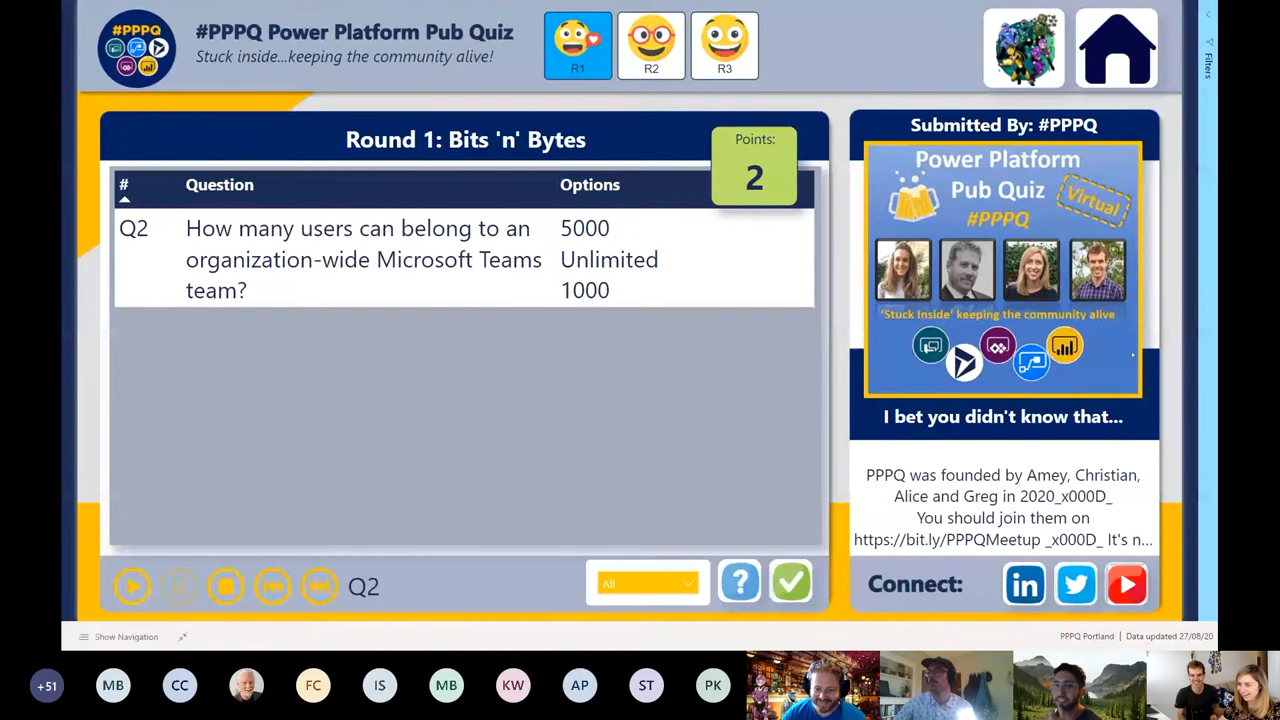 #PPPQ
#PPPQ Power Platform Pub Quiz
Stuck inside...keeping the community alive!
R1
R2
R3
Filters
Round 1: Bits 'n' Bytes
Points:
2
# Question Options
Q2 How many users can belong to an 5000
organization-wide Microsoft Teams Unlimited
team? 1000
Submitted By: #PPPQ
Power Platform
Pub Quiz
Virtual
#PPPQ
'Stuck Inside' keeping the community alive
I bet you didn't know that...
PPPQ was founded by Amey, Christian,
Alice and Greg in 2020_x000D_
You should join them on
https://bit.ly/PPPQMeetup _x000D_ It's n...
Q2
All
?
Connect:
in
Show Navigation
PPPQ Portland | Data updated 27/08/20
+51
MB
CC
FC
IS
MB
KW
AP
ST
PK